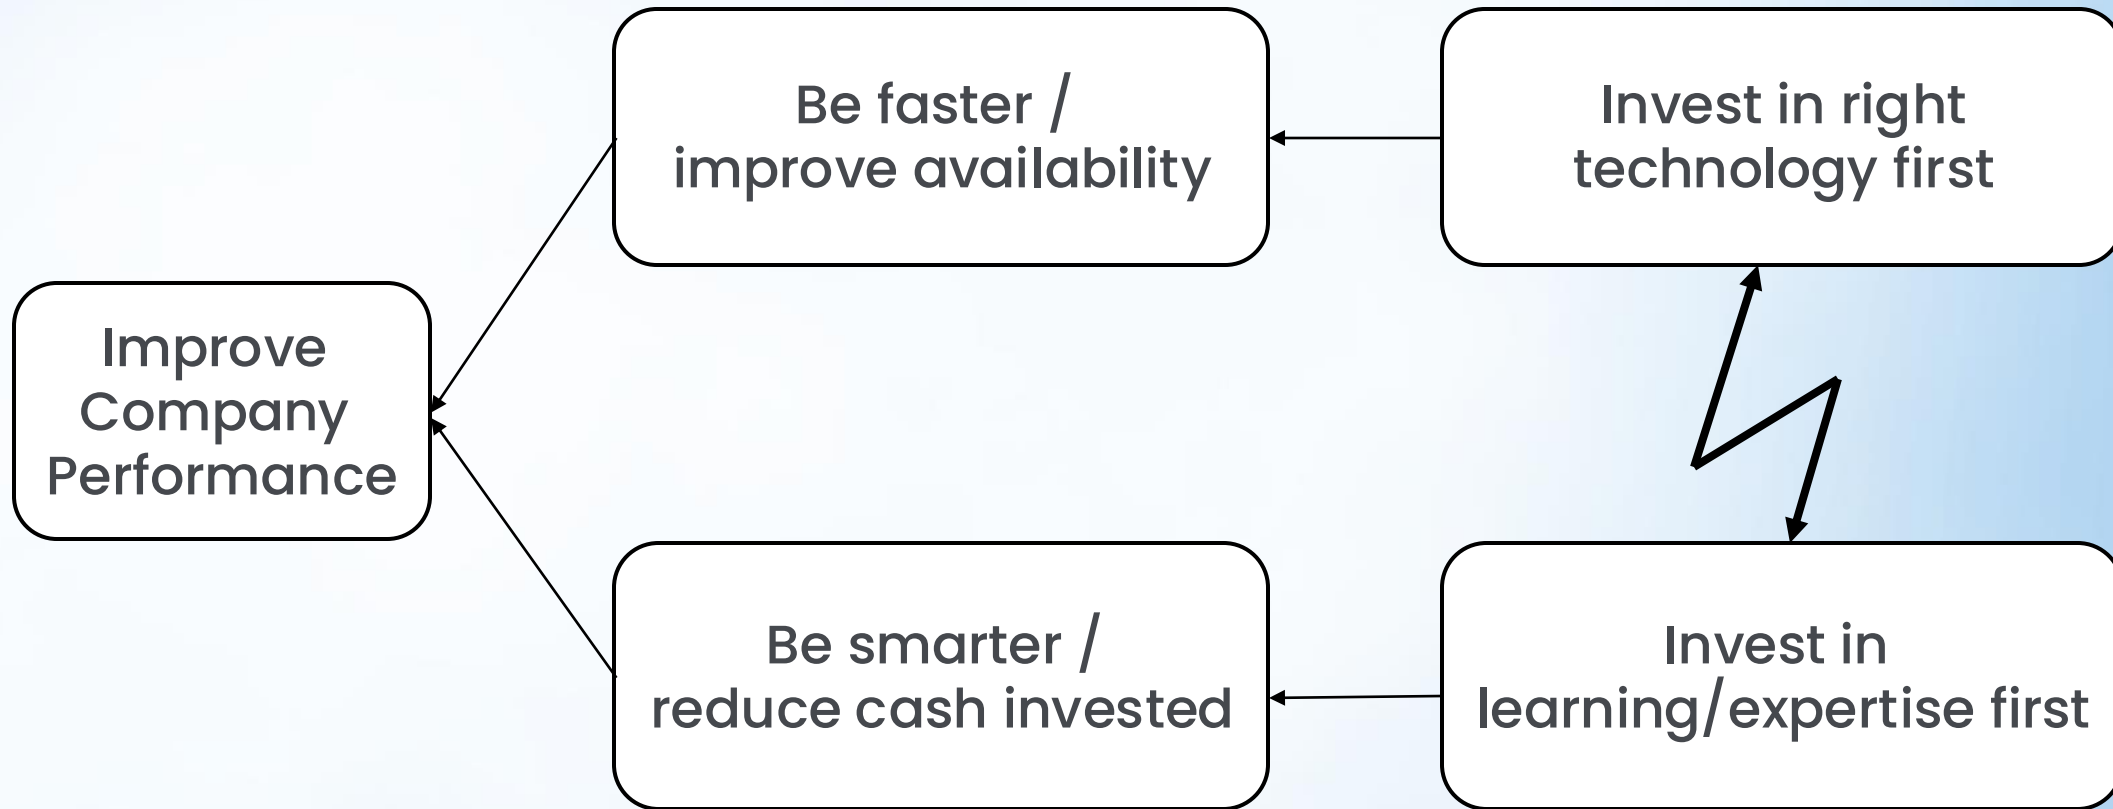 Be faster /
improve availability
Invest in right
technology first
Improve
Company
Performance
Be smarter /
reduce cash invested
Invest in
learning/expertise first